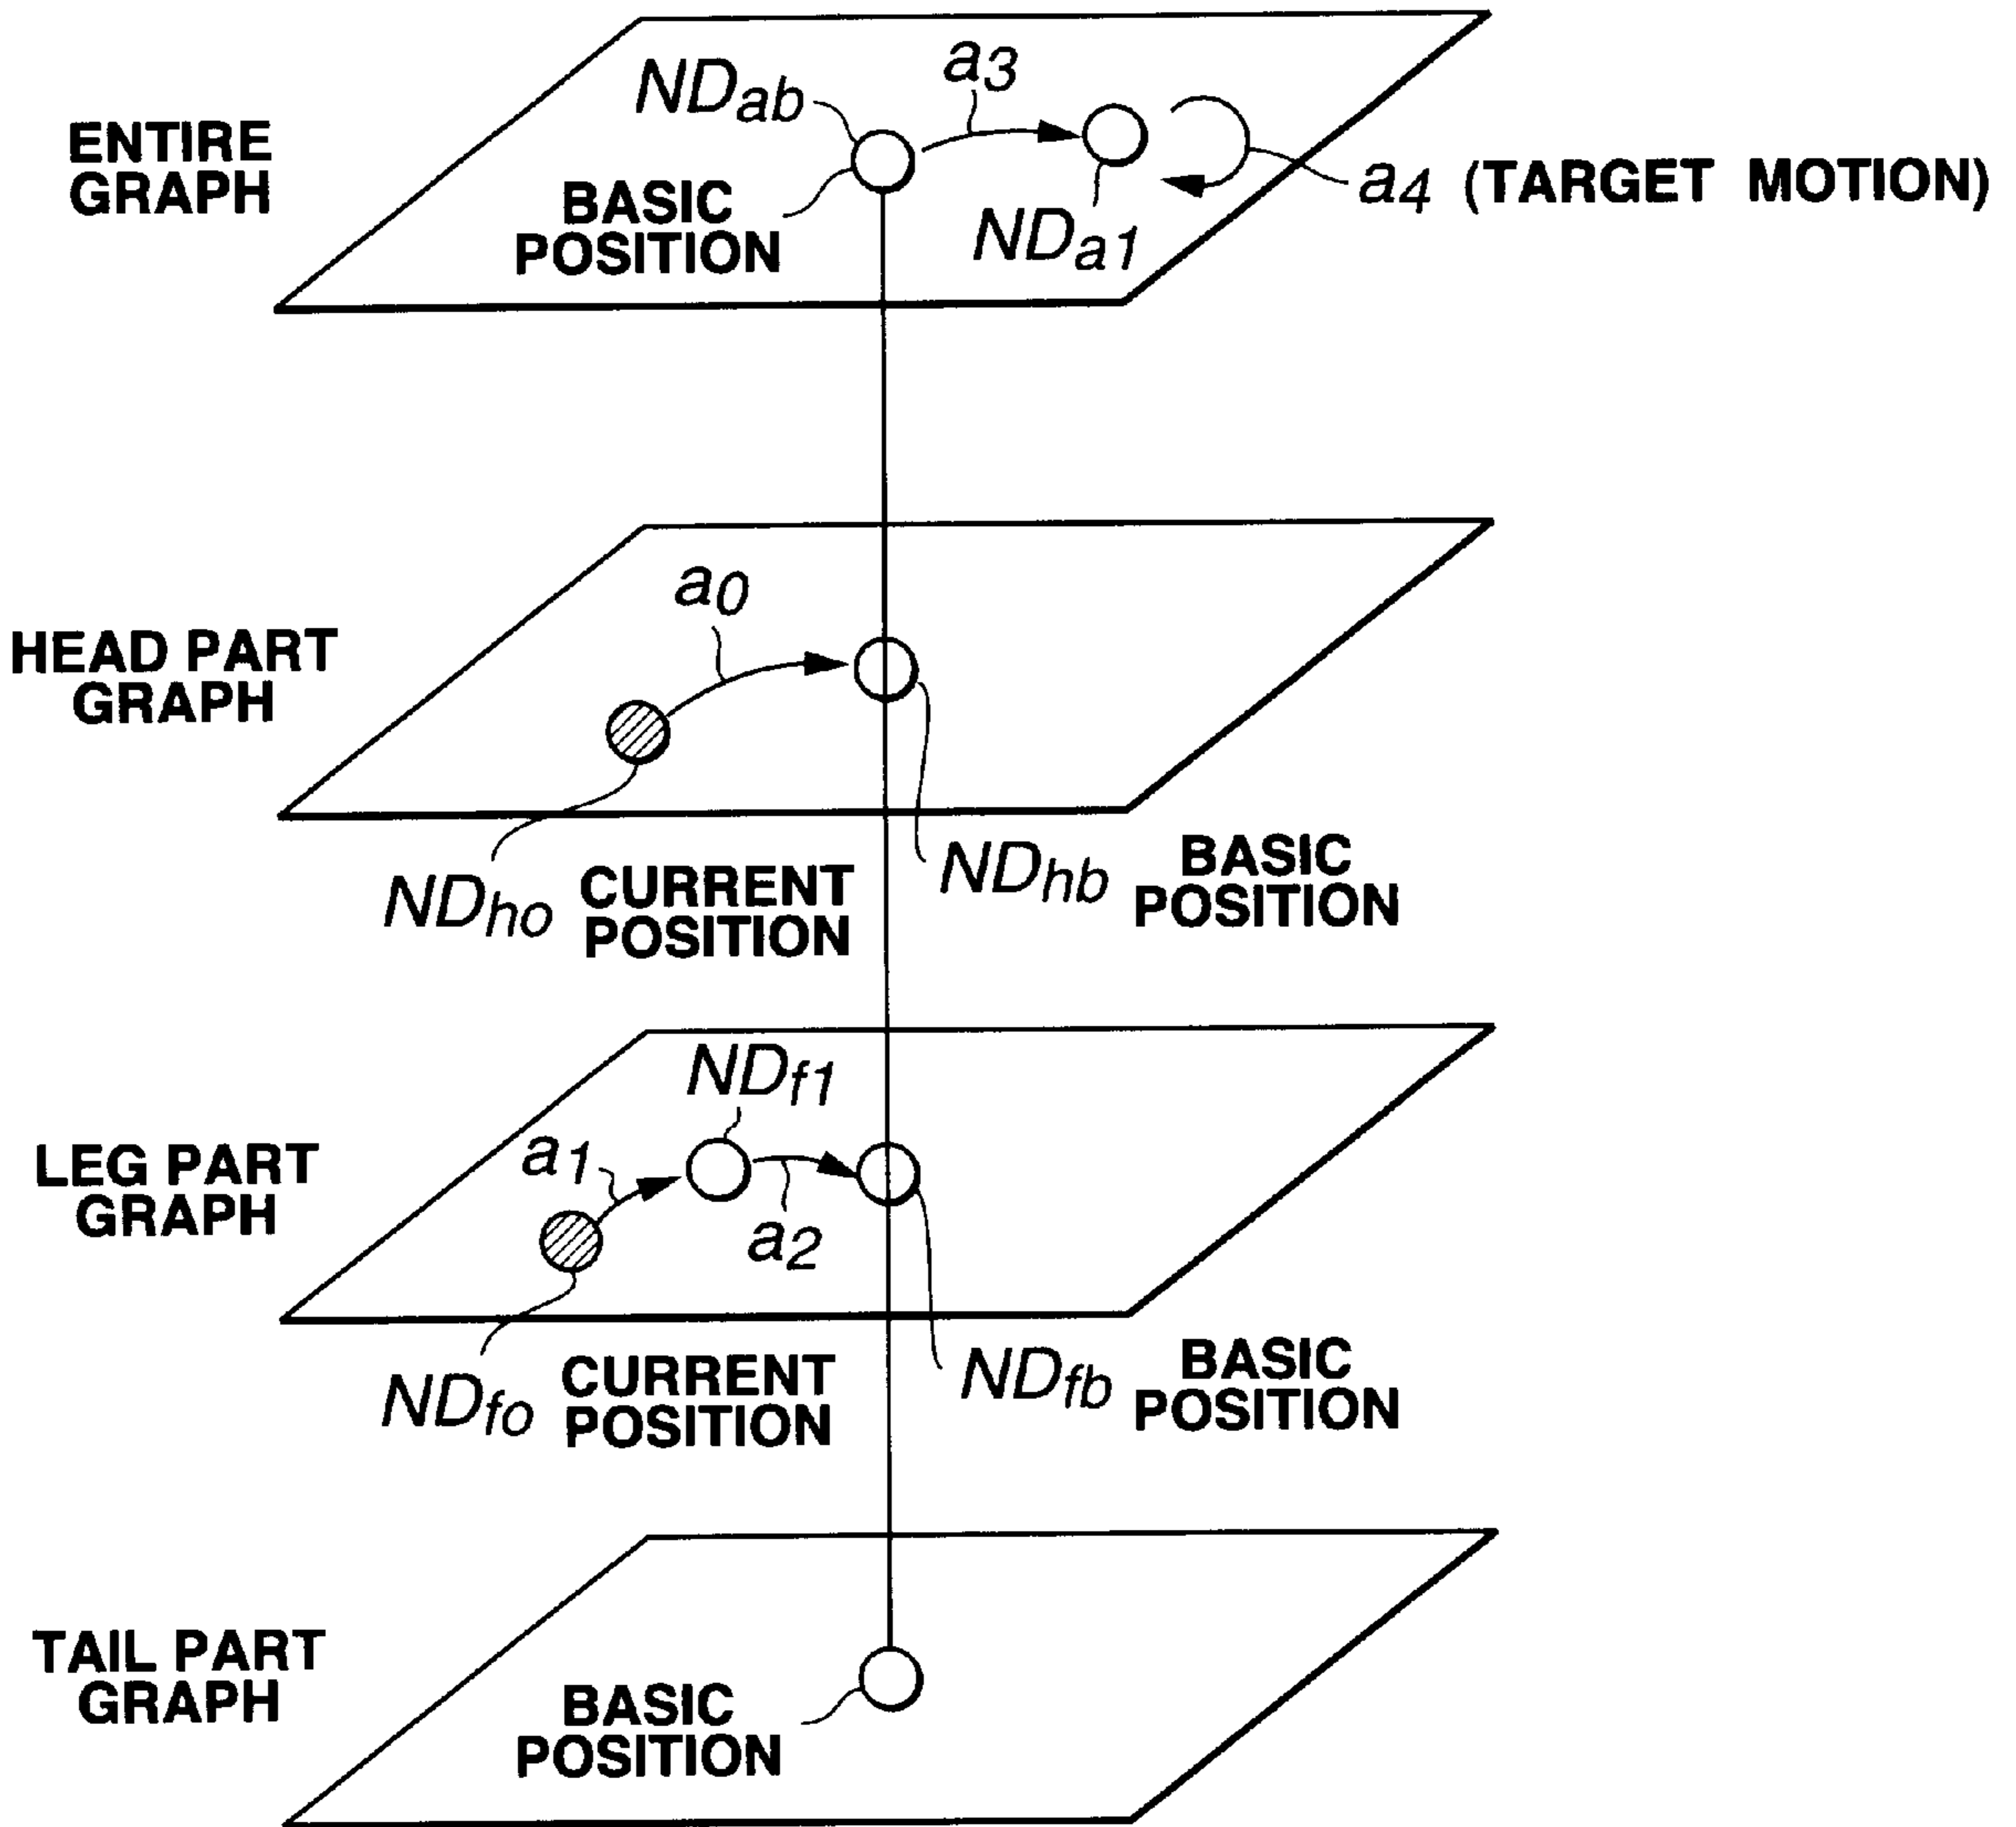 ENTIRE
GRAPH
NDab
a3
BASIC
POSITION
NDa1
a4 (TARGET MOTION)
HEAD PART
GRAPH
a0
NDho
CURRENT
POSITION
NDhb
BASIC
POSITION
LEG PART
GRAPH
NDf1
a1
a2
NDfo
CURRENT
POSITION
NDfb
BASIC
POSITION
TAIL PART
GRAPH
BASIC
POSITION